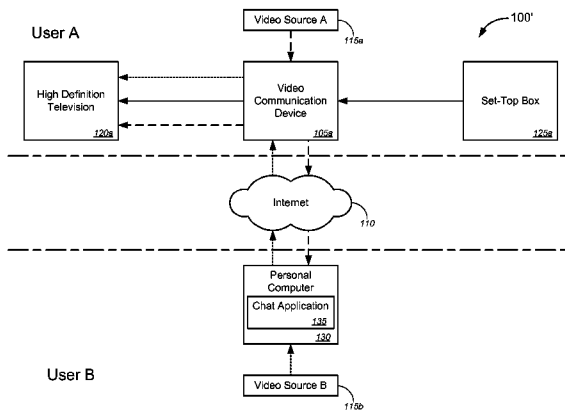 User A
Video Source A
115a
100'
High Definition
Television
120a
Video
Communication
Device
105a
Set-Top Box
125a
Internet
110
Personal
Computer
Chat Application
135
130
User B
Video Source B
115b